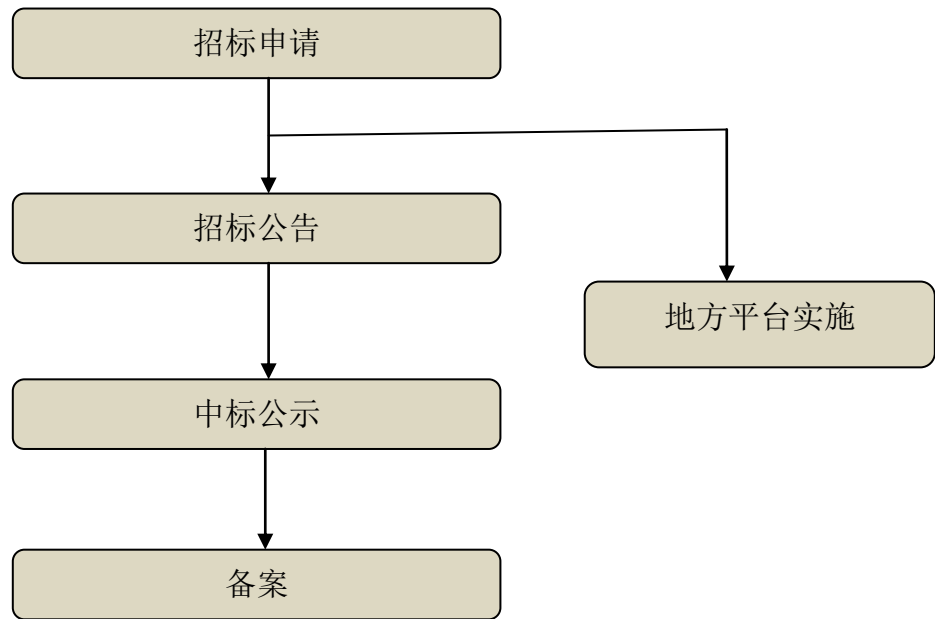 招标申请
招标公告
地方平台实施
中标公示
备案